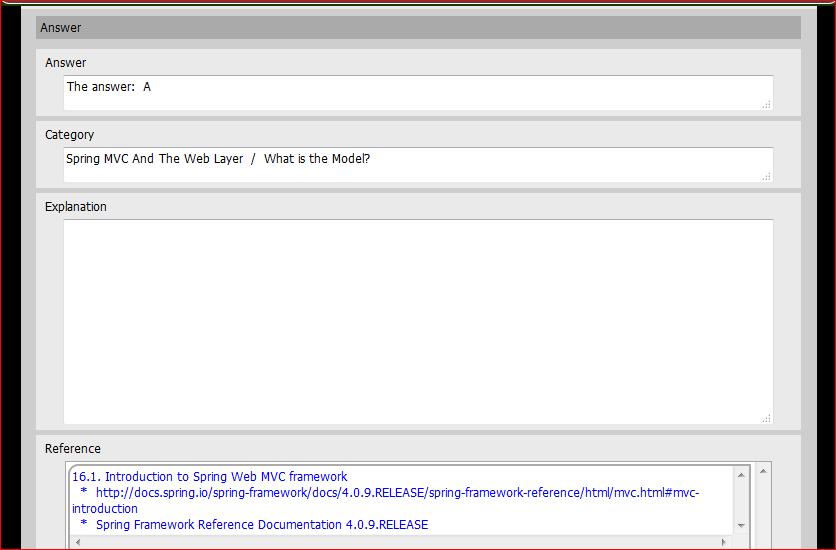 Answer
Answer
The answer:  A
Category
Spring MVC And The Web Layer  /  What is the Model?
Explanation
Reference
16.1. Introduction to Spring Web MVC framework
*  http://docs.spring.io/spring-framework/docs/4.0.9.RELEASE/spring-framework-reference/html/mvc.html#mvc-
introduction
*  Spring Framework Reference Documentation 4.0.9.RELEASE